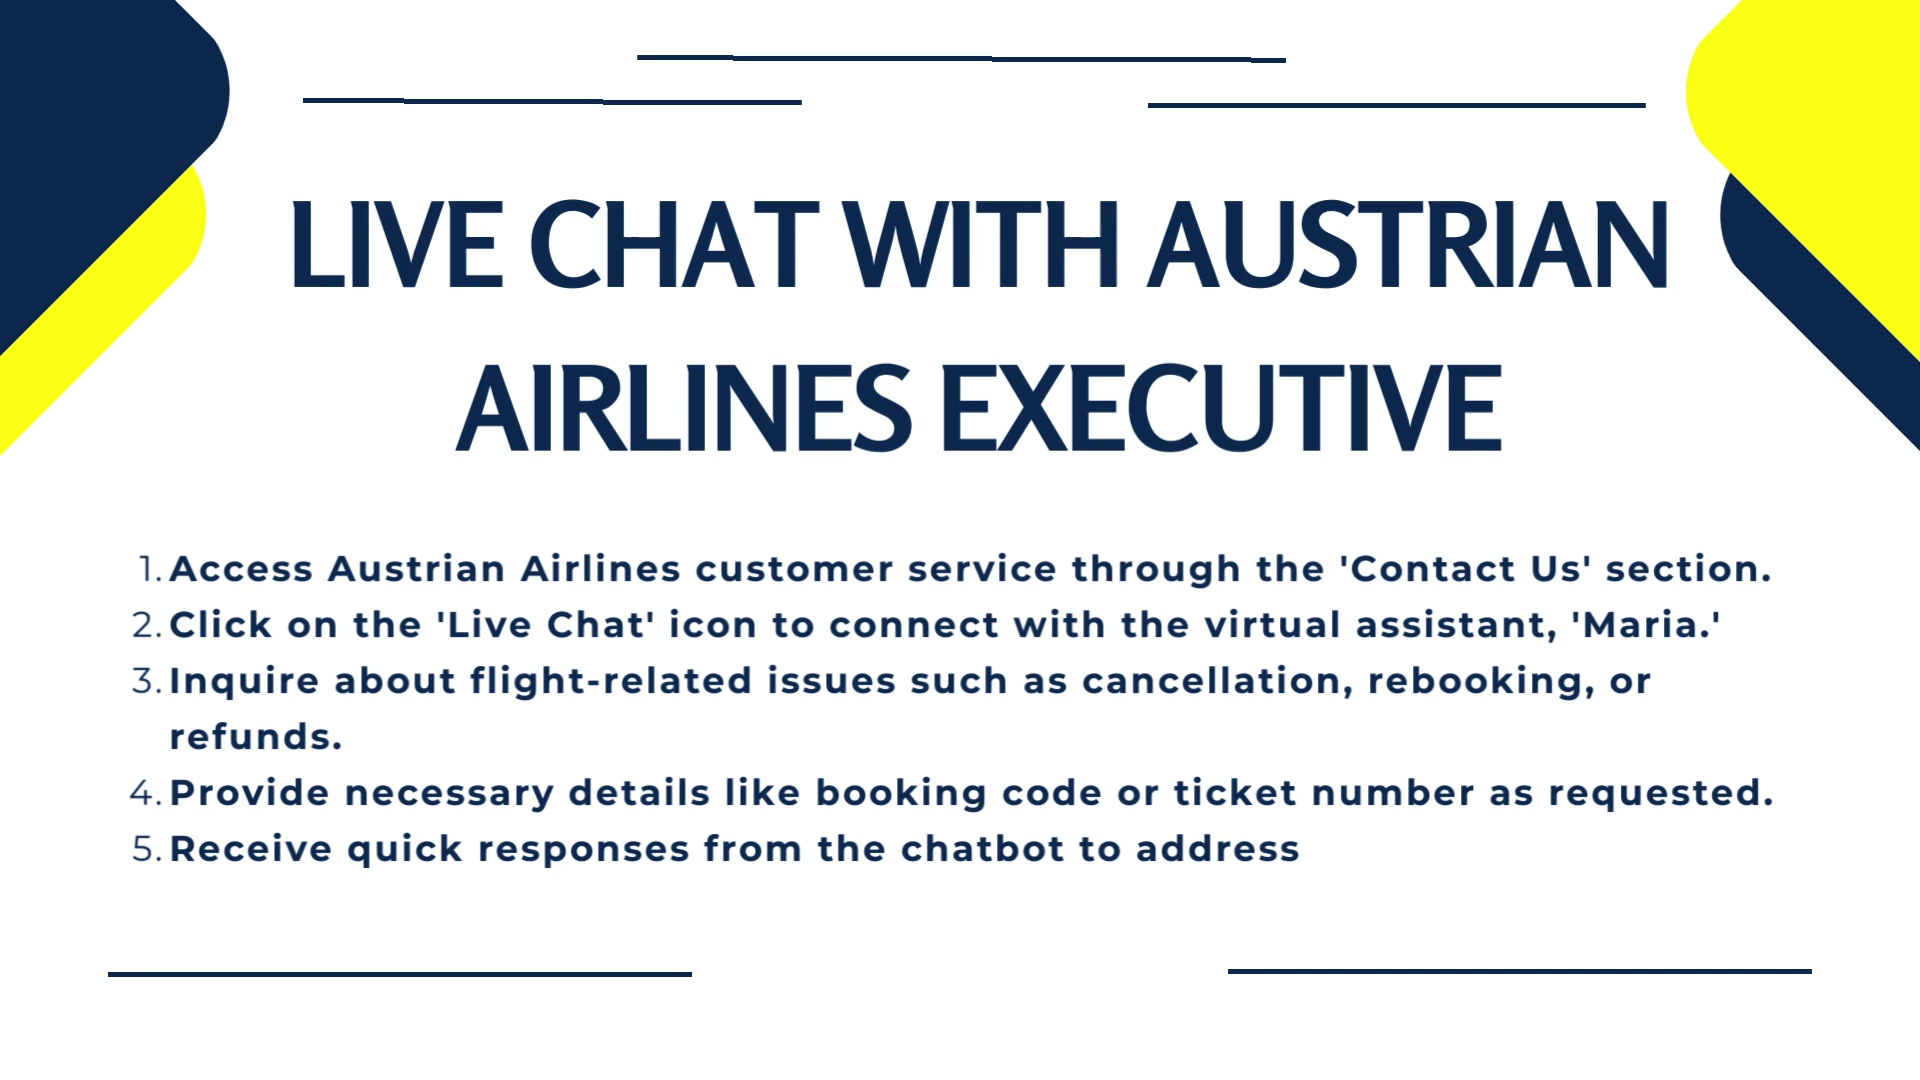 LIVE CHAT WITH AUSTRIAN
AIRLINES EXECUTIVE
1. Access Austrian Airlines customer service through the 'Contact Us' section.
2. Click on the 'Live Chat' icon to connect with the virtual assistant, 'Maria.'
3. Inquire about flight-related issues such as cancellation, rebooking, or
refunds.
4. Provide necessary details like booking code or ticket number as requested.
5. Receive quick responses from the chatbot to address